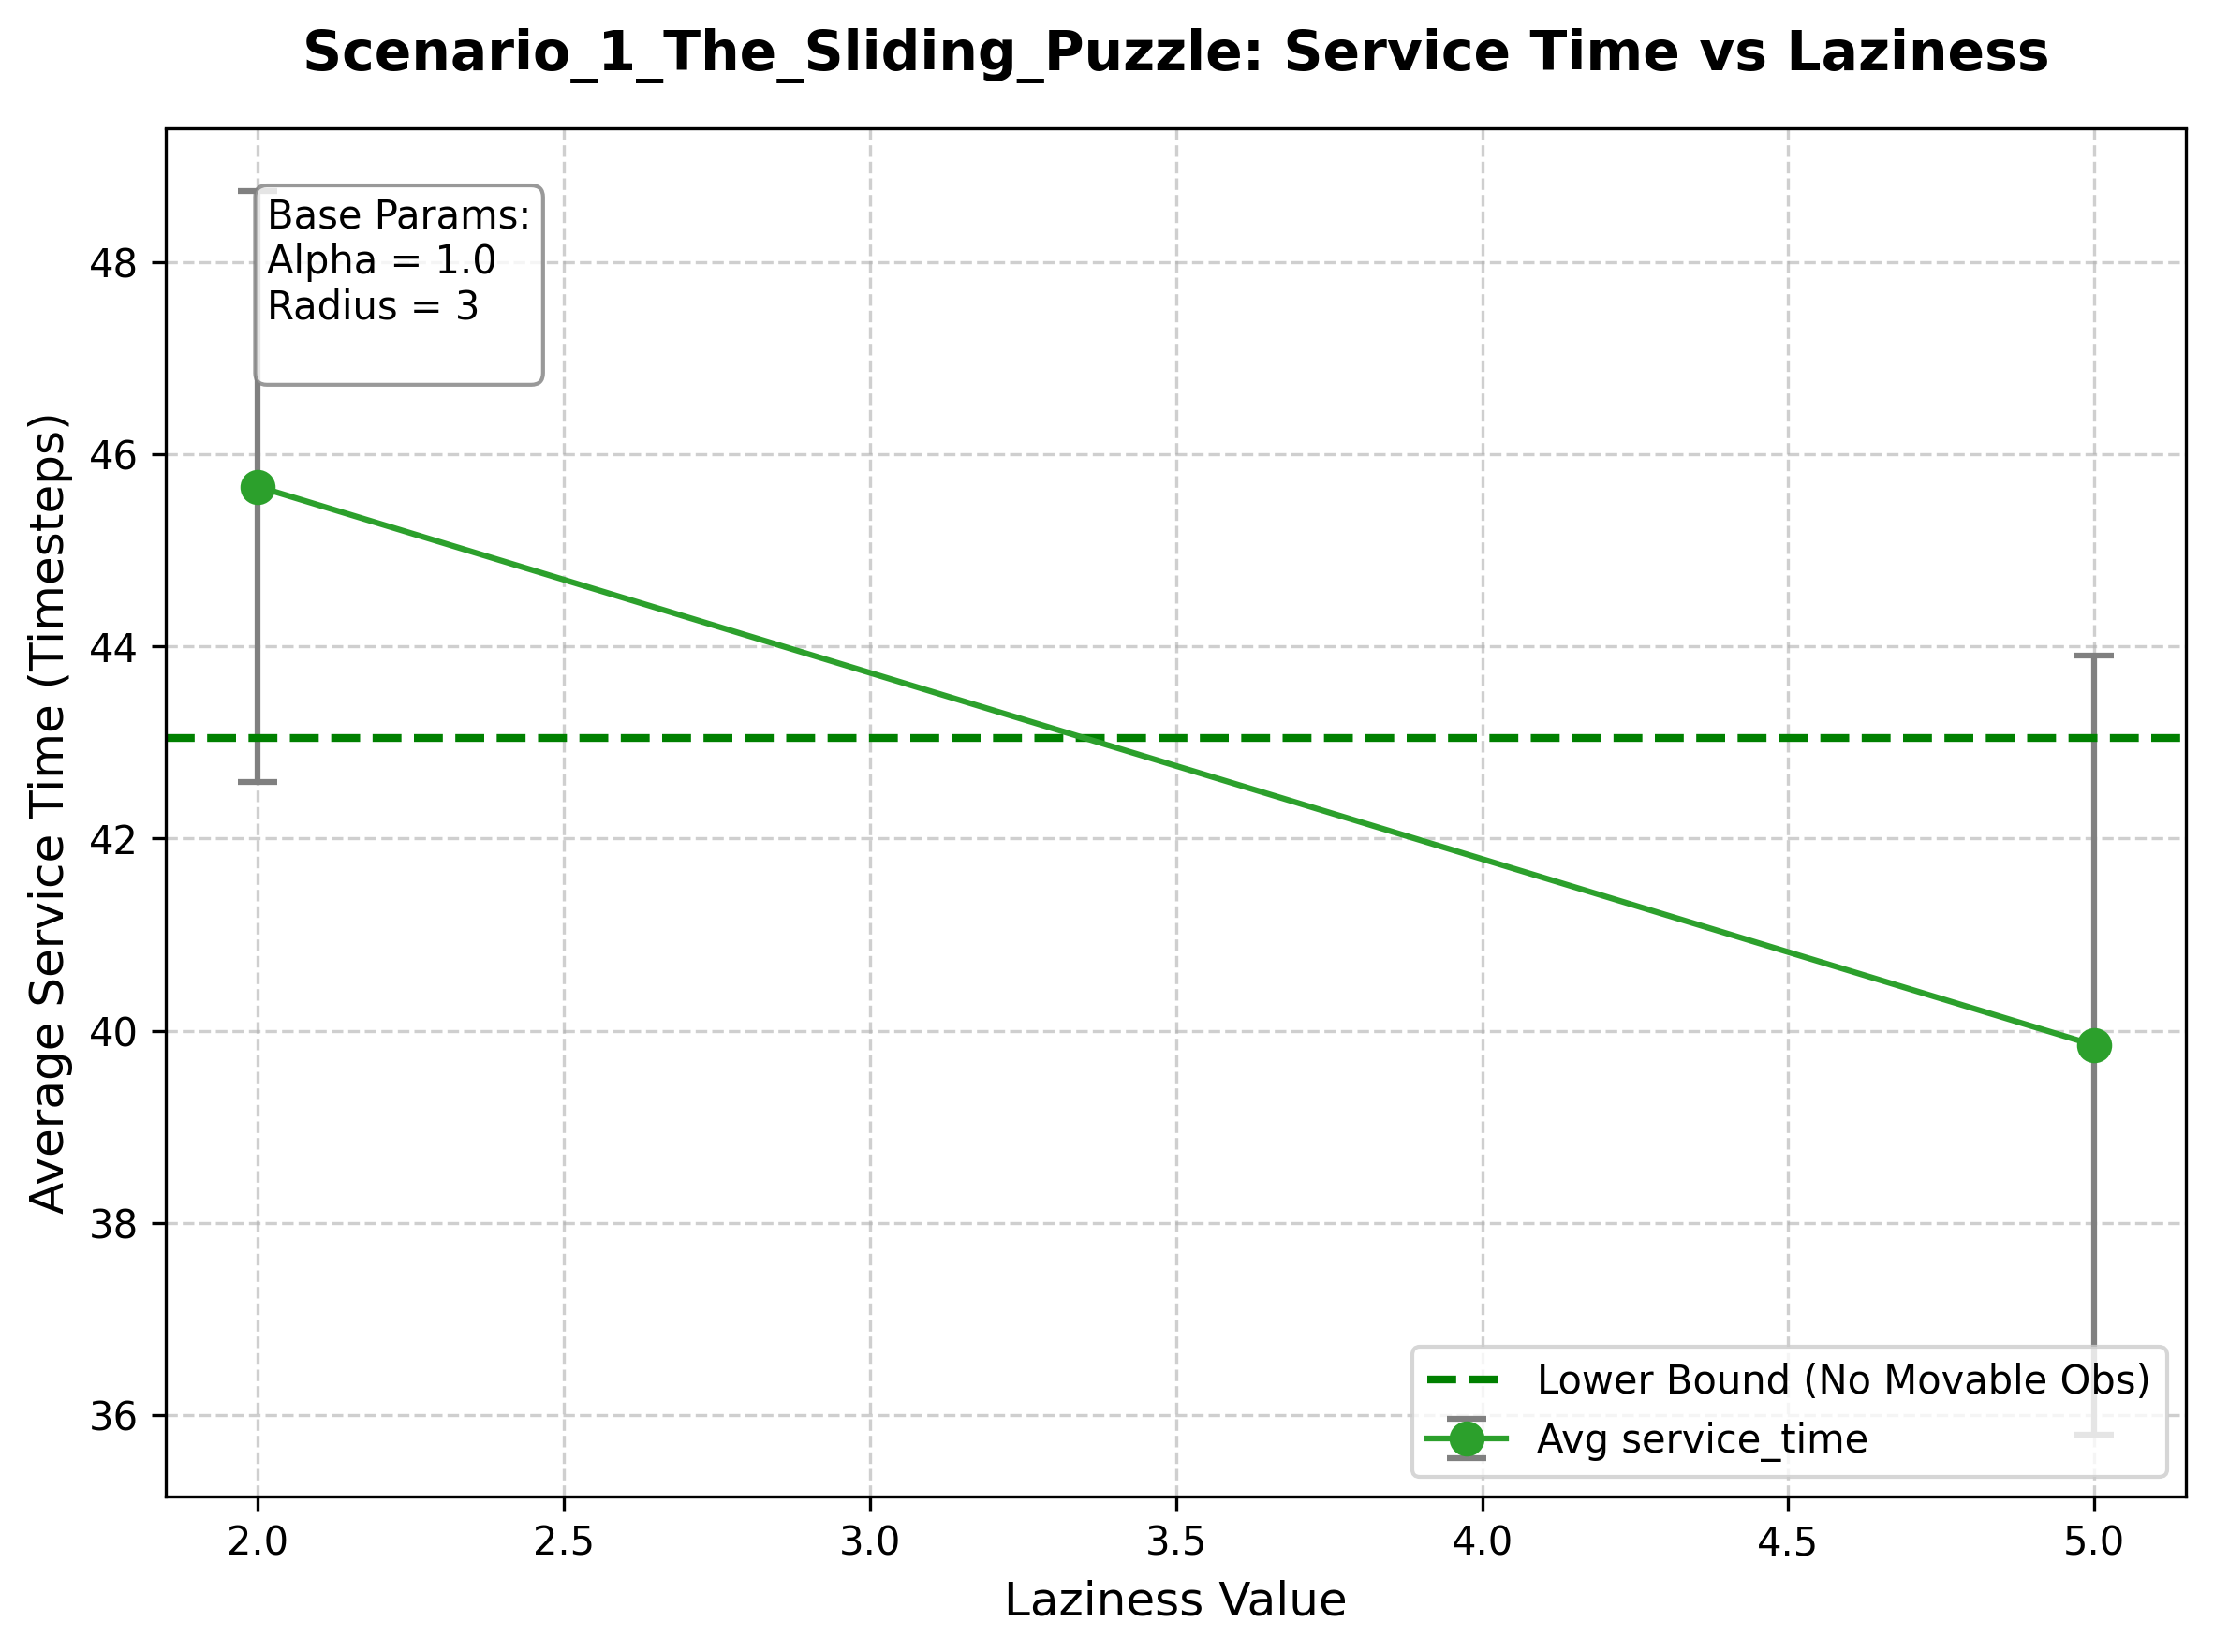 Scenario_1_The_Sliding_Puzzle: Service Time vs Laziness
Base Params:
Alpha = 1.0
Radius = 3
Average Service Time (Timesteps)
48
46
44
42
40
38
36
Lower Bound (No Movable Obs)
Avg service_time
2.0 2.5 3.0 3.5 4.0 4.5 5.0
Laziness Value